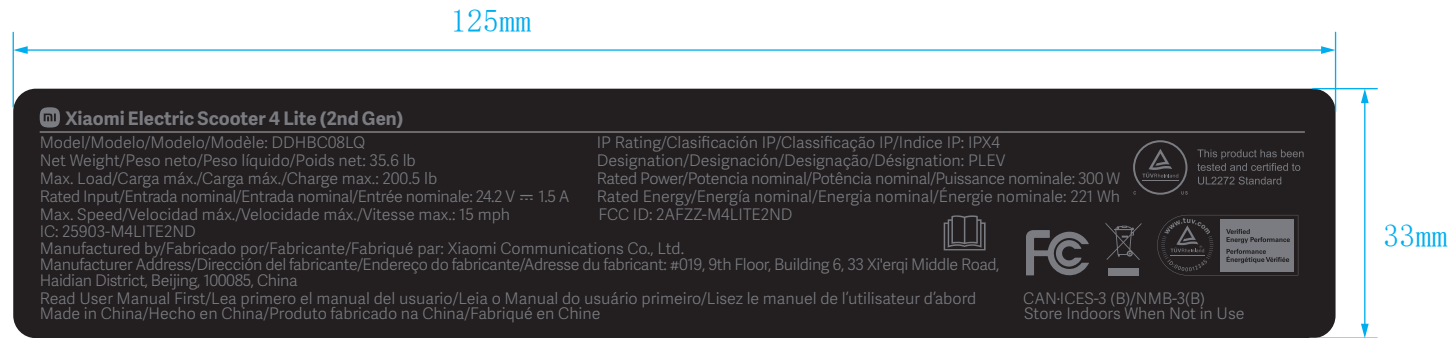 125mm
Xiaomi Electric Scooter 4 Lite (2nd Gen)
Model/Modelo/Modelo/Modèle: DDHBC08LQ
Net Weight/Peso neto/Peso líquido/Poids net: 35.6 lb
Max. Load/Carga máx./Carga máx./Charge max.: 200.5 lb
Rated Input/Entrada nominal/Entrada nominal/Entrée nominale: 24.2 V ⎓ 1.5 A
Max. Speed/Velocidad máx./Velocidade máx./Vitesse max.: 15 mph
IC: 25903-M4LITE2ND
IP Rating/Clasificación IP/Classificação IP/Indice IP: IPX4
Designation/Designación/Designação/Désignation: PLEV
Rated Power/Potencia nominal/Potência nominal/Puissance nominale: 300 W
Rated Energy/Energía nominal/Energia nominal/Énergie nominale: 221 Wh
FCC ID: 2AFZZ-M4LITE2ND
TÜVRheinland
C US
This product has been
tested and certified to
UL2272 Standard
Manufactured by/Fabricado por/Fabricante/Fabriqué par: Xiaomi Communications Co., Ltd.
Manufacturer Address/Dirección del fabricante/Endereço do fabricante/Adresse du fabricant: #019, 9th Floor, Building 6, 33 Xi'erqi Middle Road,
Haidian District, Beijing, 100085, China
Read User Manual First/Lea primero el manual del usuario/Leia o Manual do usuário primeiro/Lisez le manuel de l'utilisateur d'abord
Made in China/Hecho en China/Produto fabricado na China/Fabriqué en Chine
FC
www.tuv.com
TÜVRheinland
Verified
Energy Performance
Performance
Énergétique Vérifiée
CAN-ICES-3 (B)/NMB-3(B)
Store Indoors When Not in Use
33mm